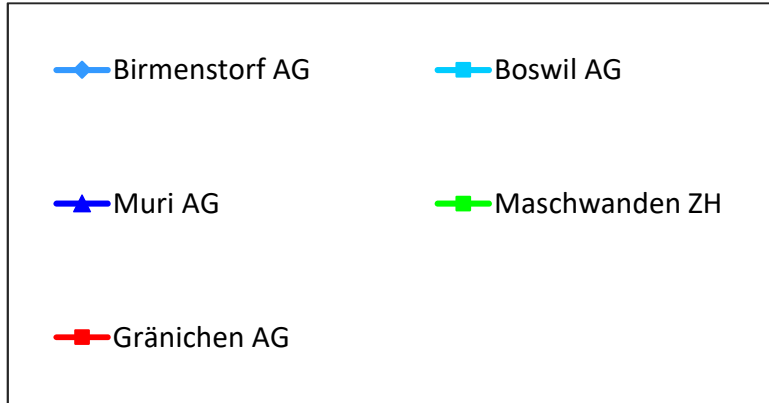 Birmenstorf AG
Boswil AG
Muri AG
Maschwanden ZH
Gränichen AG